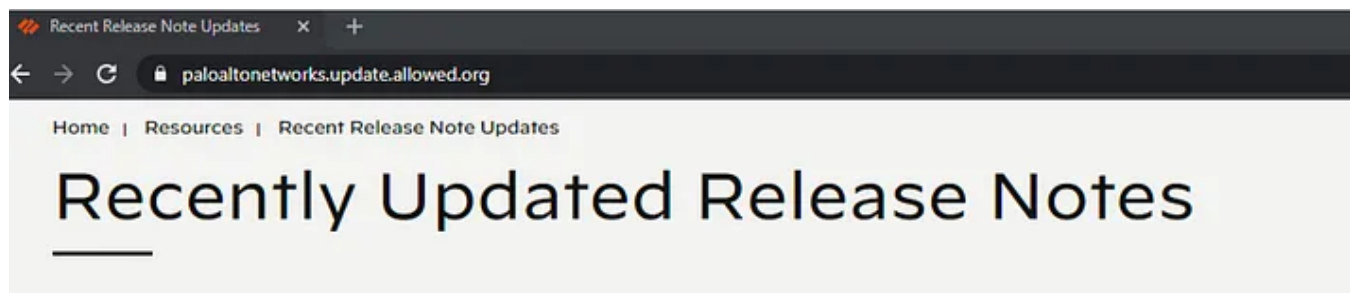 Recent Release Note Updates
paloaltonetworks.update.allowed.org
Home | Resources | Recent Release Note Updates
Recently Updated Release Notes